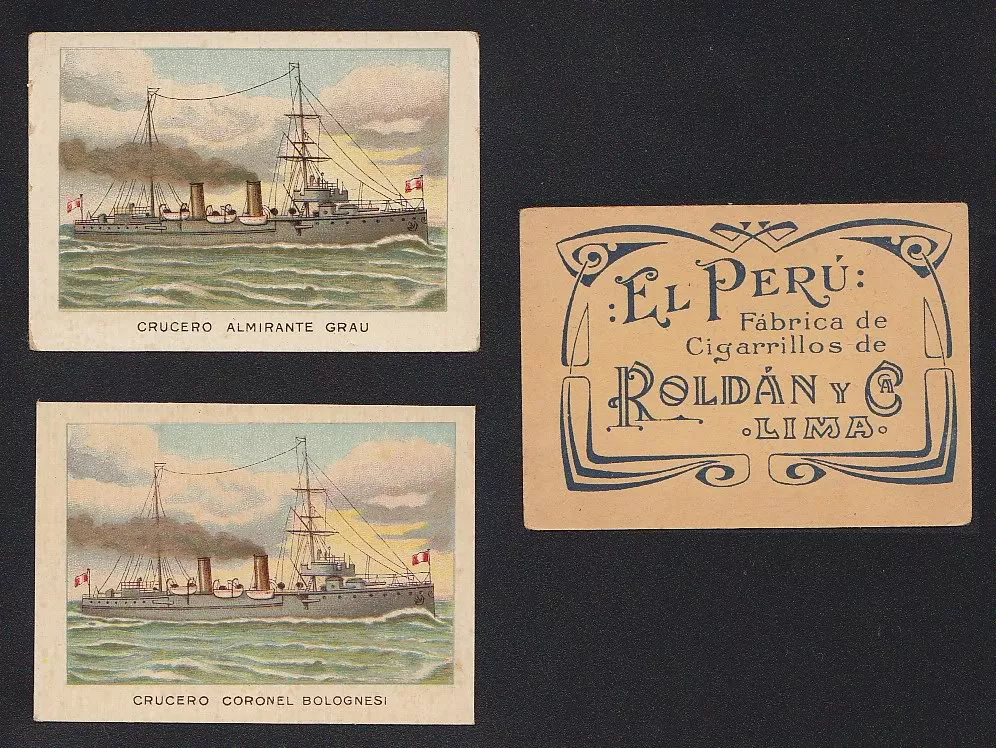 CRUCERO ALMIRANTE GRAU
CRUCERO CORONEL BOLOGNESI
:EL PERÚ:
Fábrica de
Cigarrillos de
ROLDÁN Y CA
LIMA